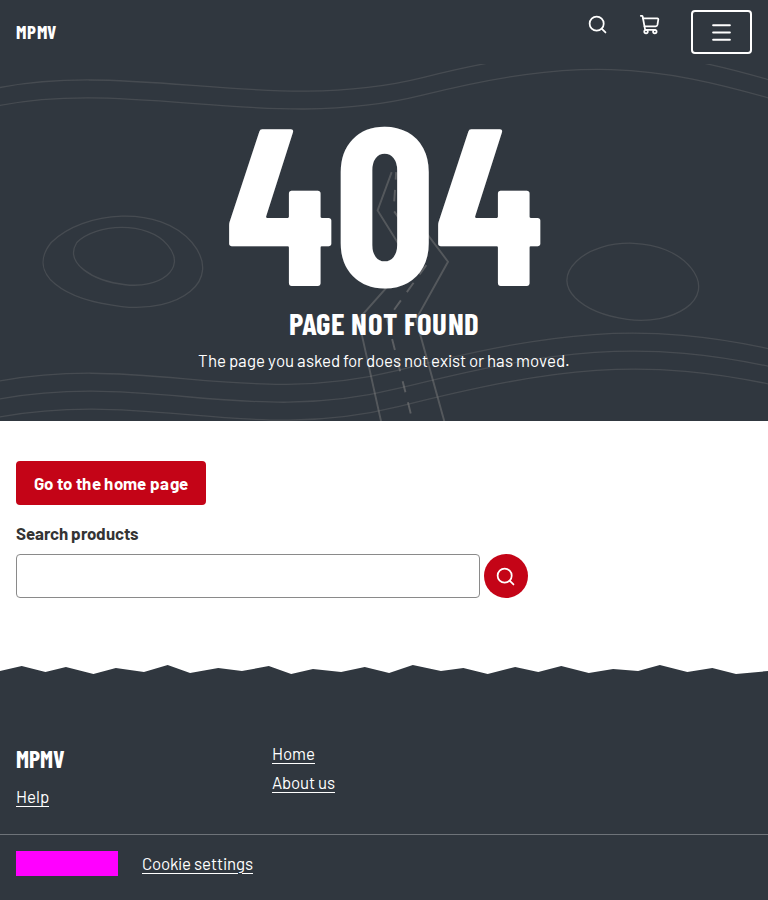 MPMV
404
PAGE NOT FOUND
The page you asked for does not exist or has moved.
Go to the home page
Search products
MPMV
Help
Home
About us
Cookie settings